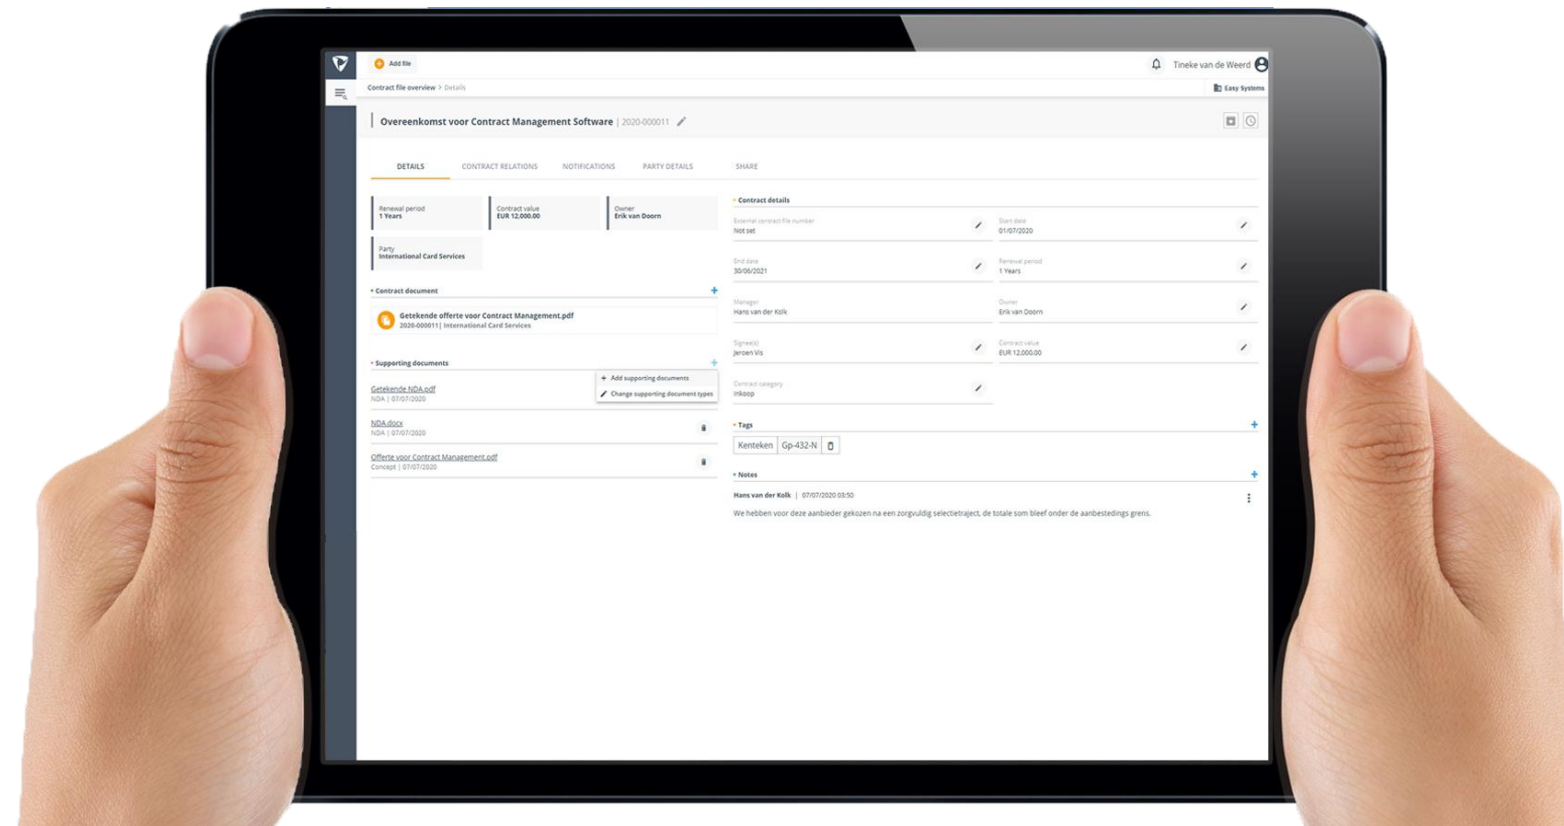 Add file
Tineke van de Weerd
Contract file overview > Details
Easy Systems
Overeenkomst voor Contract Management Software | 2020-000011
DETAILS
CONTRACT RELATIONS
NOTIFICATIONS
PARTY DETAILS
SHARE
Renewal period
1 Years
Contract value
EUR 12,000.00
Owner
Erik van Doorn
Party
International Card Services
Contract document
Getekende offerte voor Contract Management.pdf
2020-000011| International Card Services
Supporting documents
Add supporting documents
Change supporting document types
Getekende NDA.pdf
NDA | 07/07/2020
NDA.docx
NDA | 07/07/2020
Offerte voor Contract Management.pdf
Concept | 07/07/2020
Contract details
External contract file number
Not set
Start date
01/07/2020
End date
30/06/2021
Renewal period
1 Years
Manager
Hans van der Kolk
Owner
Erik van Doorn
Signee(s)
Jeroen Vis
Contract value
EUR 12,000.00
Contract category
Inkoop
Tags
Kenteken Gp-432-N
Notes
Hans van der Kolk | 07/07/2020 03:50
We hebben voor deze aanbieder gekozen na een zorgvuldig selectietraject, de totale som bleef onder de aanbestedings grens.